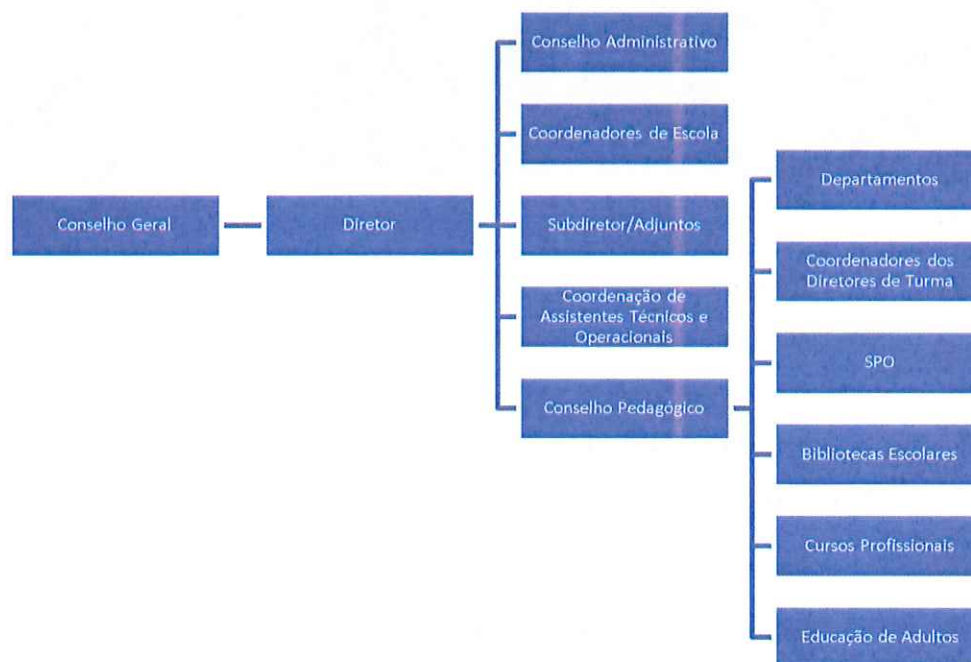 Conselho Geral
Diretor
Conselho Administrativo
Coordenadores de Escola
Subdiretor/Adjuntos
Coordenação de
Assistentes Técnicos e
Operacionais
Conselho Pedagógico
Departamentos
Coordenadores dos
Diretores de Turma
SPO
Bibliotecas Escolares
Cursos Profissionais
Educação de Adultos